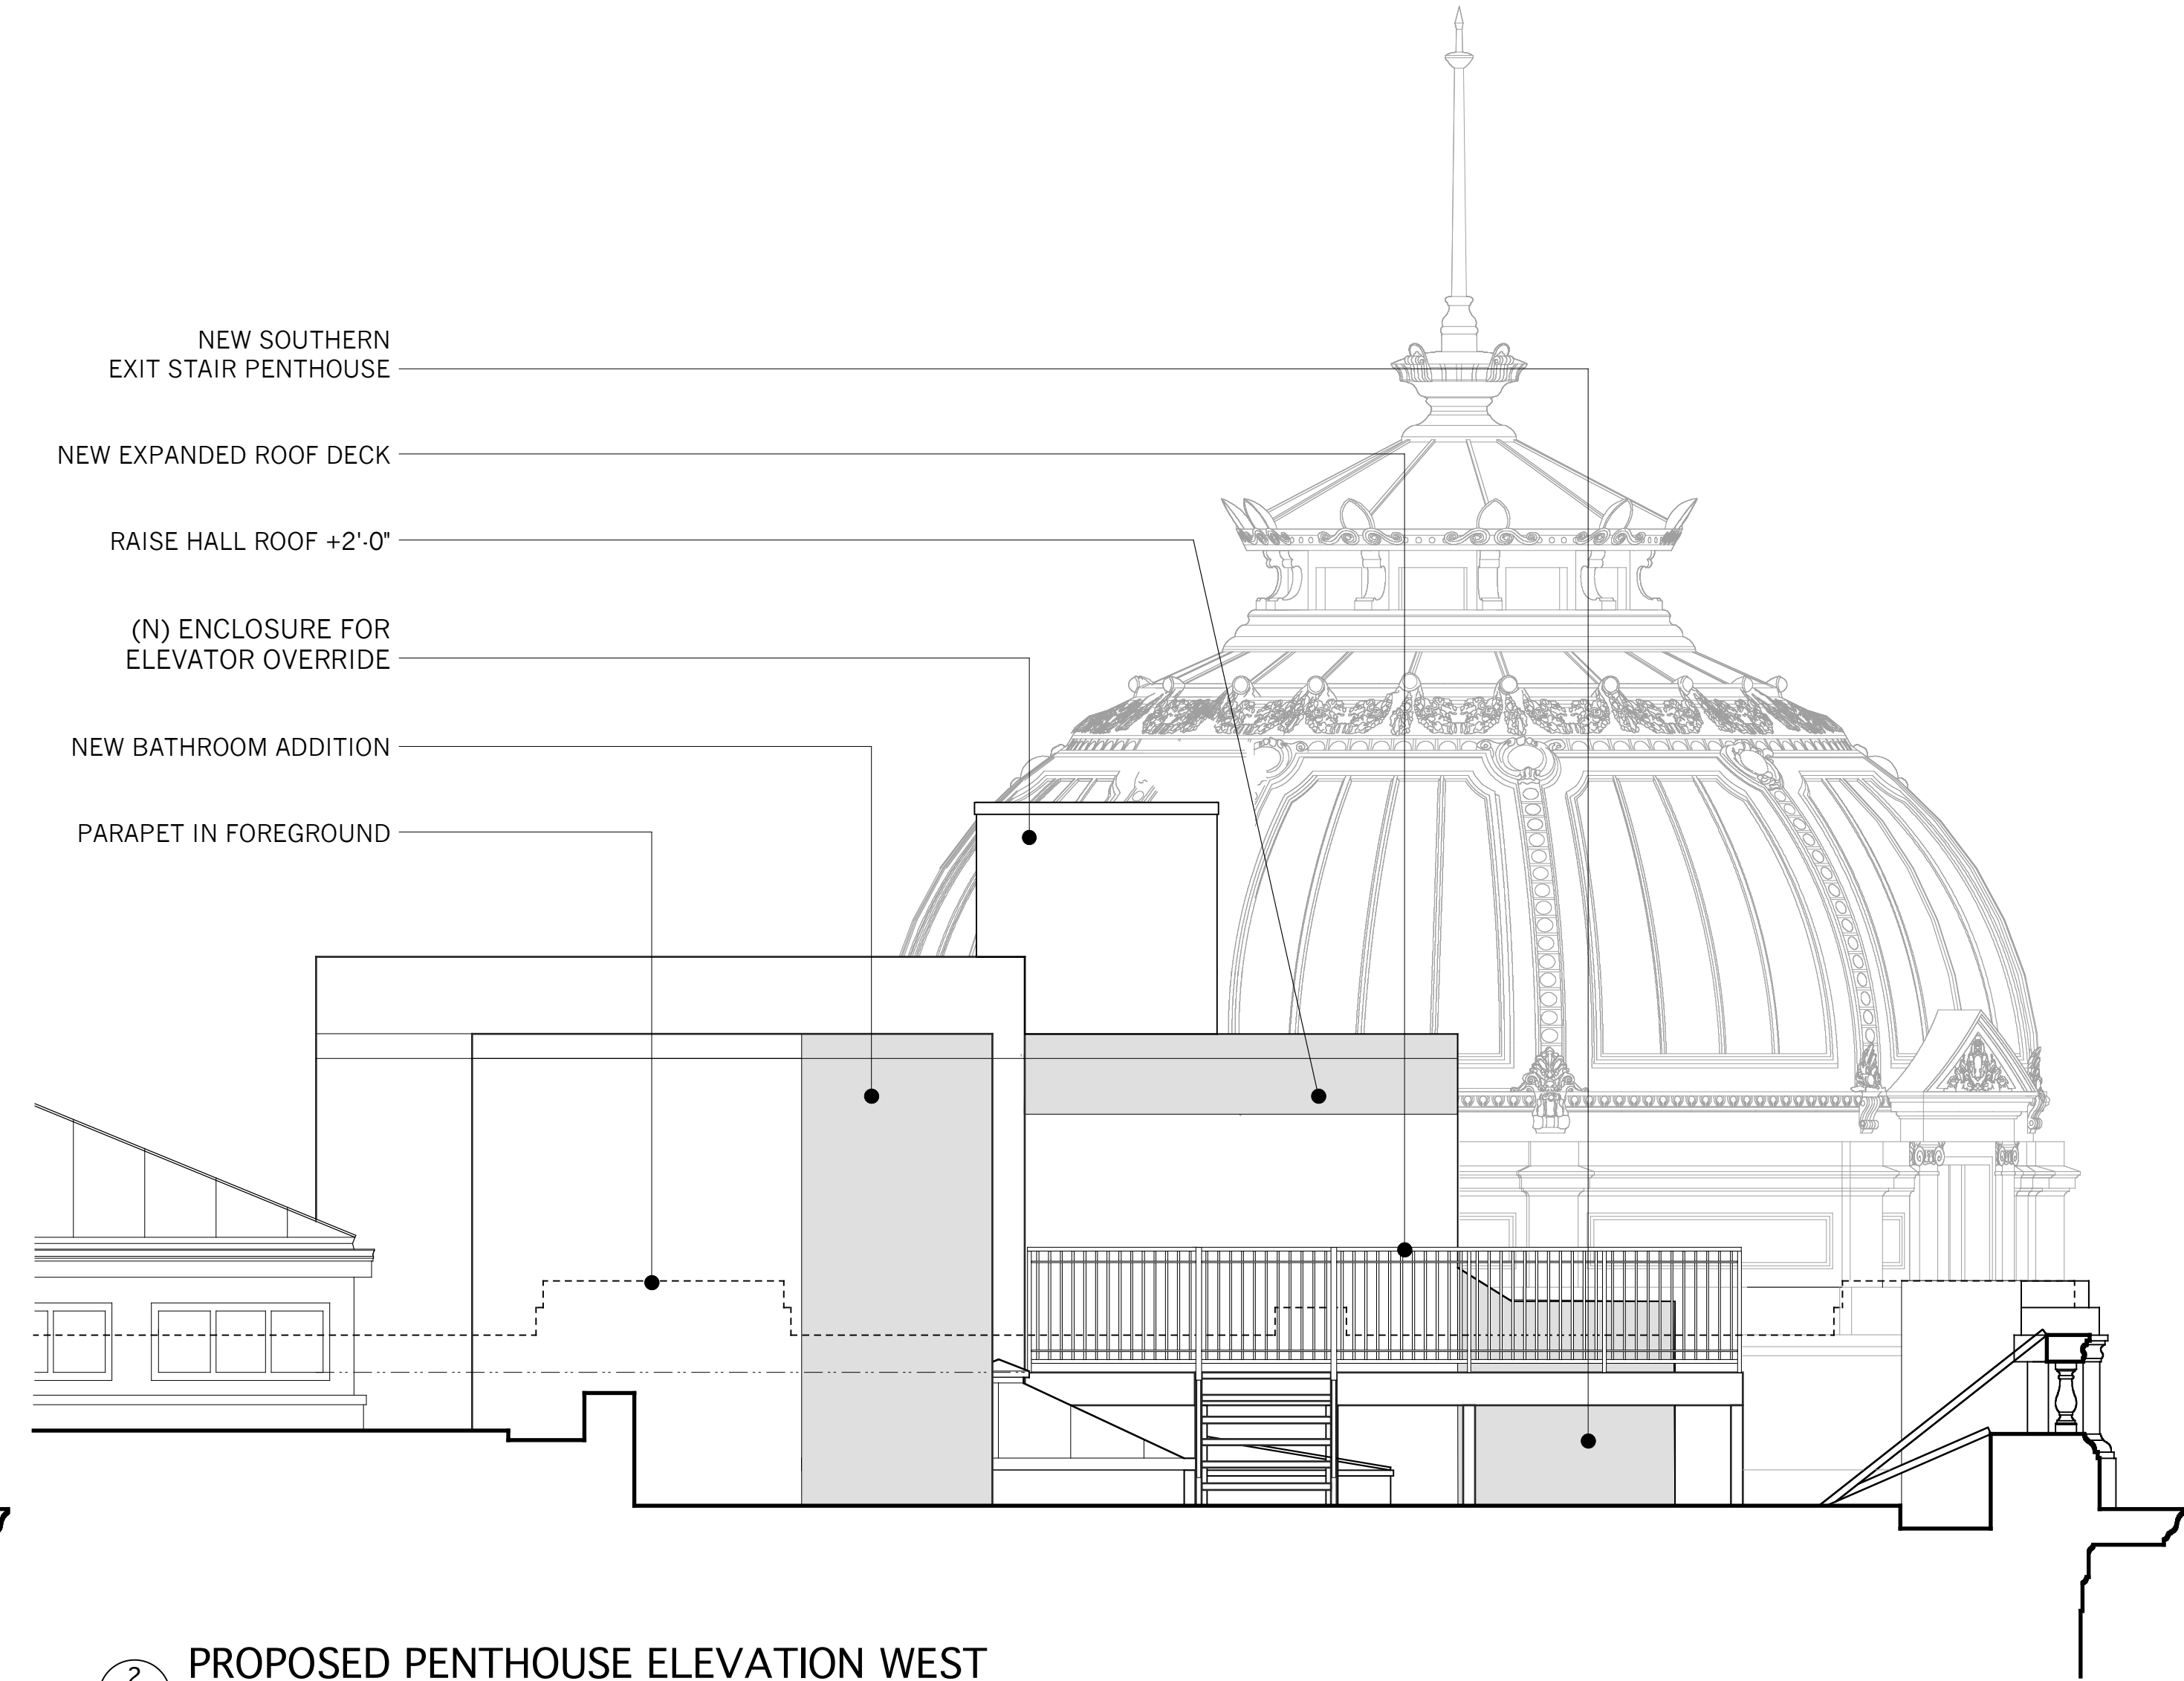 NEW SOUTHERN
EXIT STAIR PENTHOUSE
NEW EXPANDED ROOF DECK
RAISE HALL ROOF +2'-0"
(N) ENCLOSURE FOR
ELEVATOR OVERRIDE
NEW BATHROOM ADDITION
PARAPET IN FOREGROUND
2
PROPOSED PENTHOUSE ELEVATION WEST